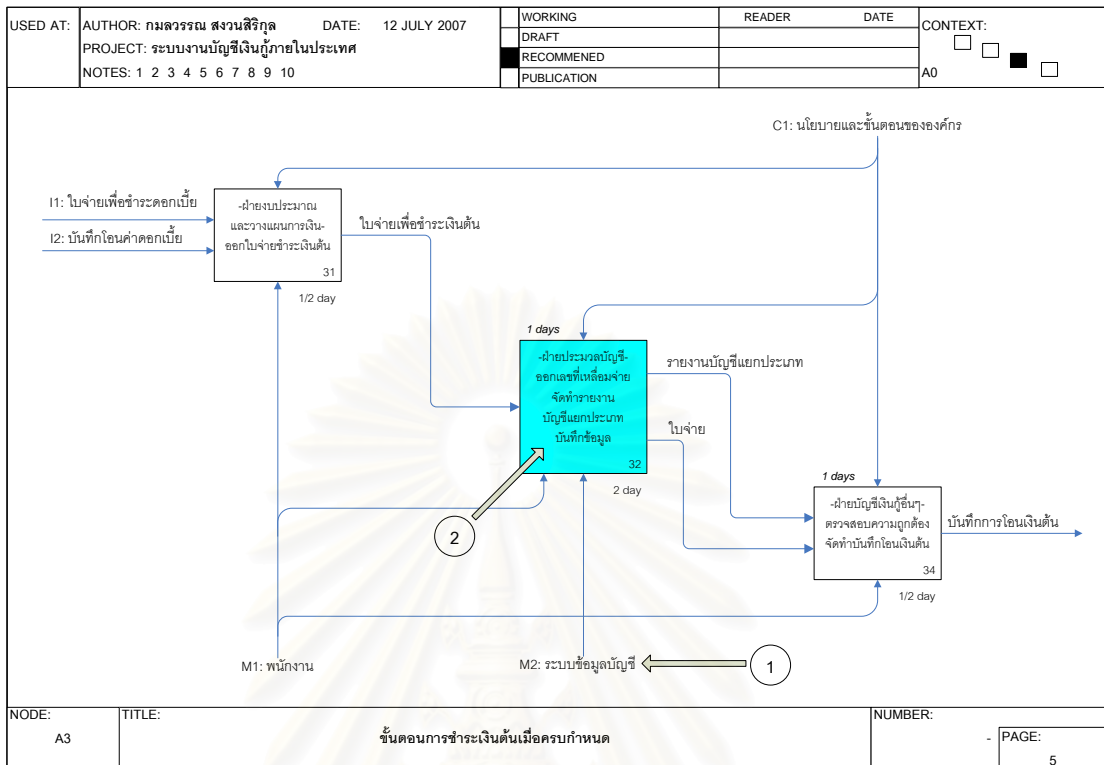 USED AT:
AUTHOR: กมลวรรณ สงวนสิริกุล DATE: 12 JULY 2007
PROJECT: ระบบงานบัญชีเงินกู้ภายในประเทศ
NOTES: 1 2 3 4 5 6 7 8 9 10
WORKING READER DATE
DRAFT
RECOMMENED
PUBLICATION
CONTEXT:
A0
C1: นโยบายและขั้นตอนขององค์กร
I1: ใบจ่ายเพื่อชำระดอกเบี้ย
I2: บันทึกโอนค่าดอกเบี้ย
-ฝ่ายงบประมาณ
และวางแผนการเงิน-
ออกใบจ่ายชำระเงินต้น
31
1/2 day
ใบจ่ายเพื่อชำระเงินต้น
1 days
-ฝ่ายประมวลบัญชี-
ออกเลขที่เหลื่อมจ่าย
จัดทำรายงาน
บัญชีแยกประเภท
บันทึกข้อมูล
32
2 day
รายงานบัญชีแยกประเภท
ใบจ่าย
1 days
-ฝ่ายบัญชีเงินกู้อื่นๆ-
ตรวจสอบความถูกต้อง
จัดทำบันทึกโอนเงินต้น
34
1/2 day
บันทึกการโอนเงินต้น
2
M1: พนักงาน
M2: ระบบข้อมูลบัญชี
1
NODE:
A3
TITLE:
ขั้นตอนการชำระเงินต้นเมื่อครบกำหนด
NUMBER:
-
PAGE:
5